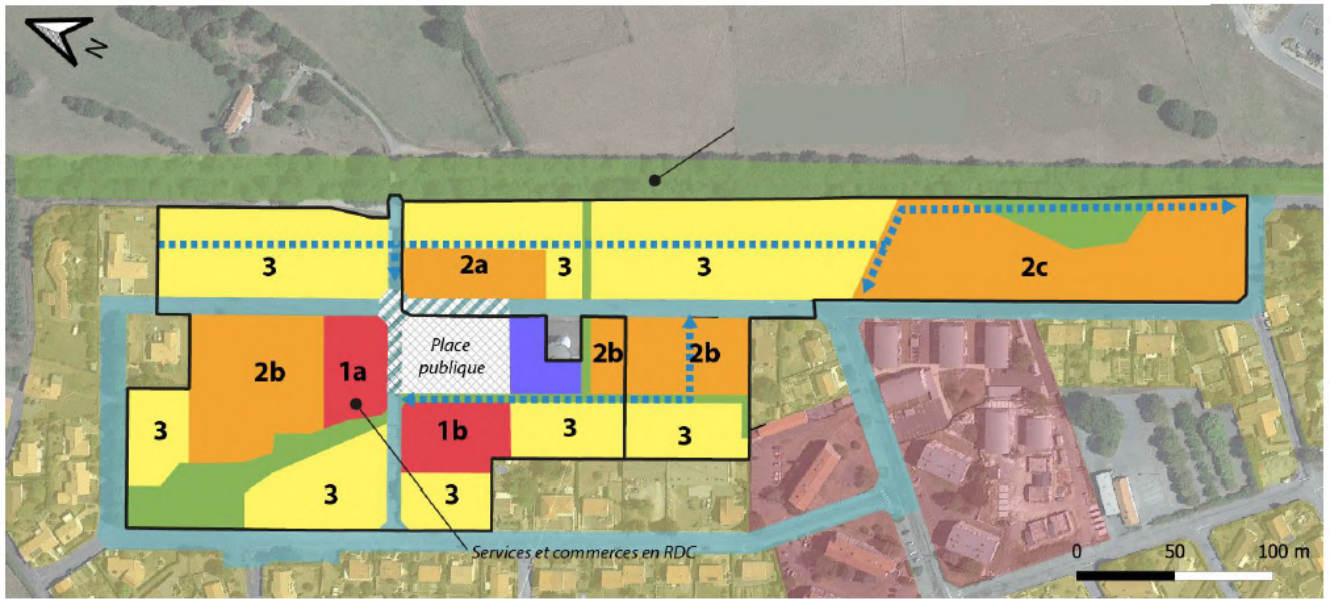 N
3
2a
3
3
2c
2b
1a
Place
publique
2b
2b
3
1b
3
3
3
3
Services et commerces en RDC
0 50 100 m